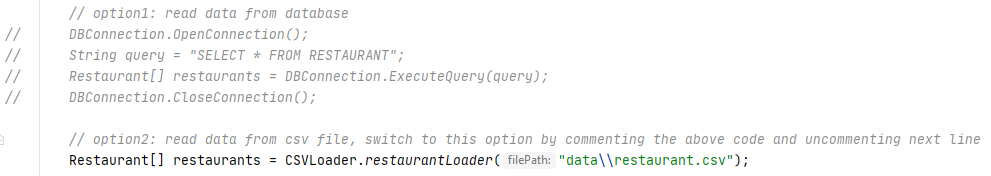 // option1: read data from database
// DBConnection.OpenConnection();
// String query = "SELECT * FROM RESTAURANT";
// Restaurant[] restaurants = DBConnection.ExecuteQuery(query);
// DBConnection.CloseConnection();
// option2: read data from csv file, switch to this option by commenting the above code and uncommenting next line
Restaurant[] restaurants = CSVLoader.restaurantLoader( filePath: "data\\restaurant.csv");